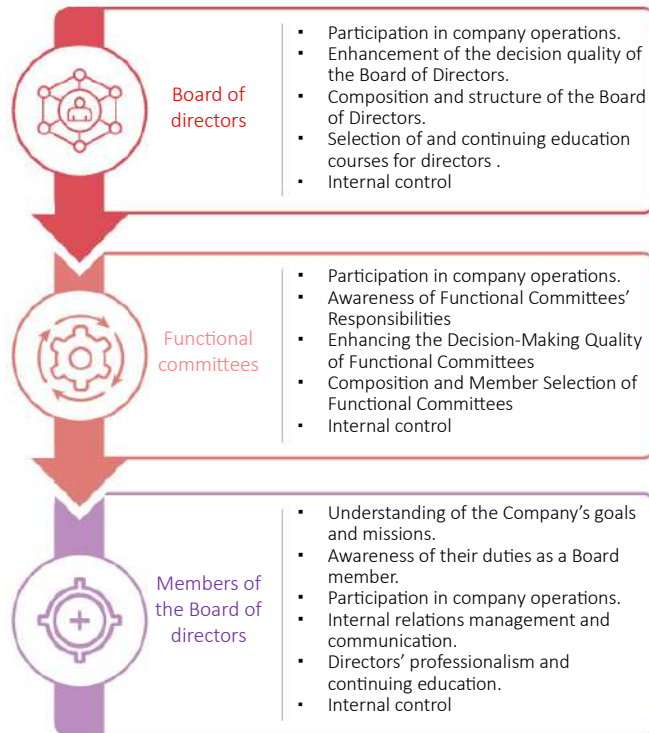 Board of
directors
▪ Participation in company operations.
▪ Enhancement of the decision quality of
the Board of Directors.
▪ Composition and structure of the Board
of Directors.
▪ Selection of and continuing education
courses for directors .
▪ Internal control
Functional
committees
▪ Participation in company operations.
▪ Awareness of Functional Committees’
Responsibilities
▪ Enhancing the Decision-Making Quality
of Functional Committees
▪ Composition and Member Selection of
Functional Committees
▪ Internal control
Members of
the Board of
directors
▪ Understanding of the Company’s goals
and missions.
▪ Awareness of their duties as a Board
member.
▪ Participation in company operations.
▪ Internal relations management and
communication.
▪ Directors’ professionalism and
continuing education.
▪ Internal control